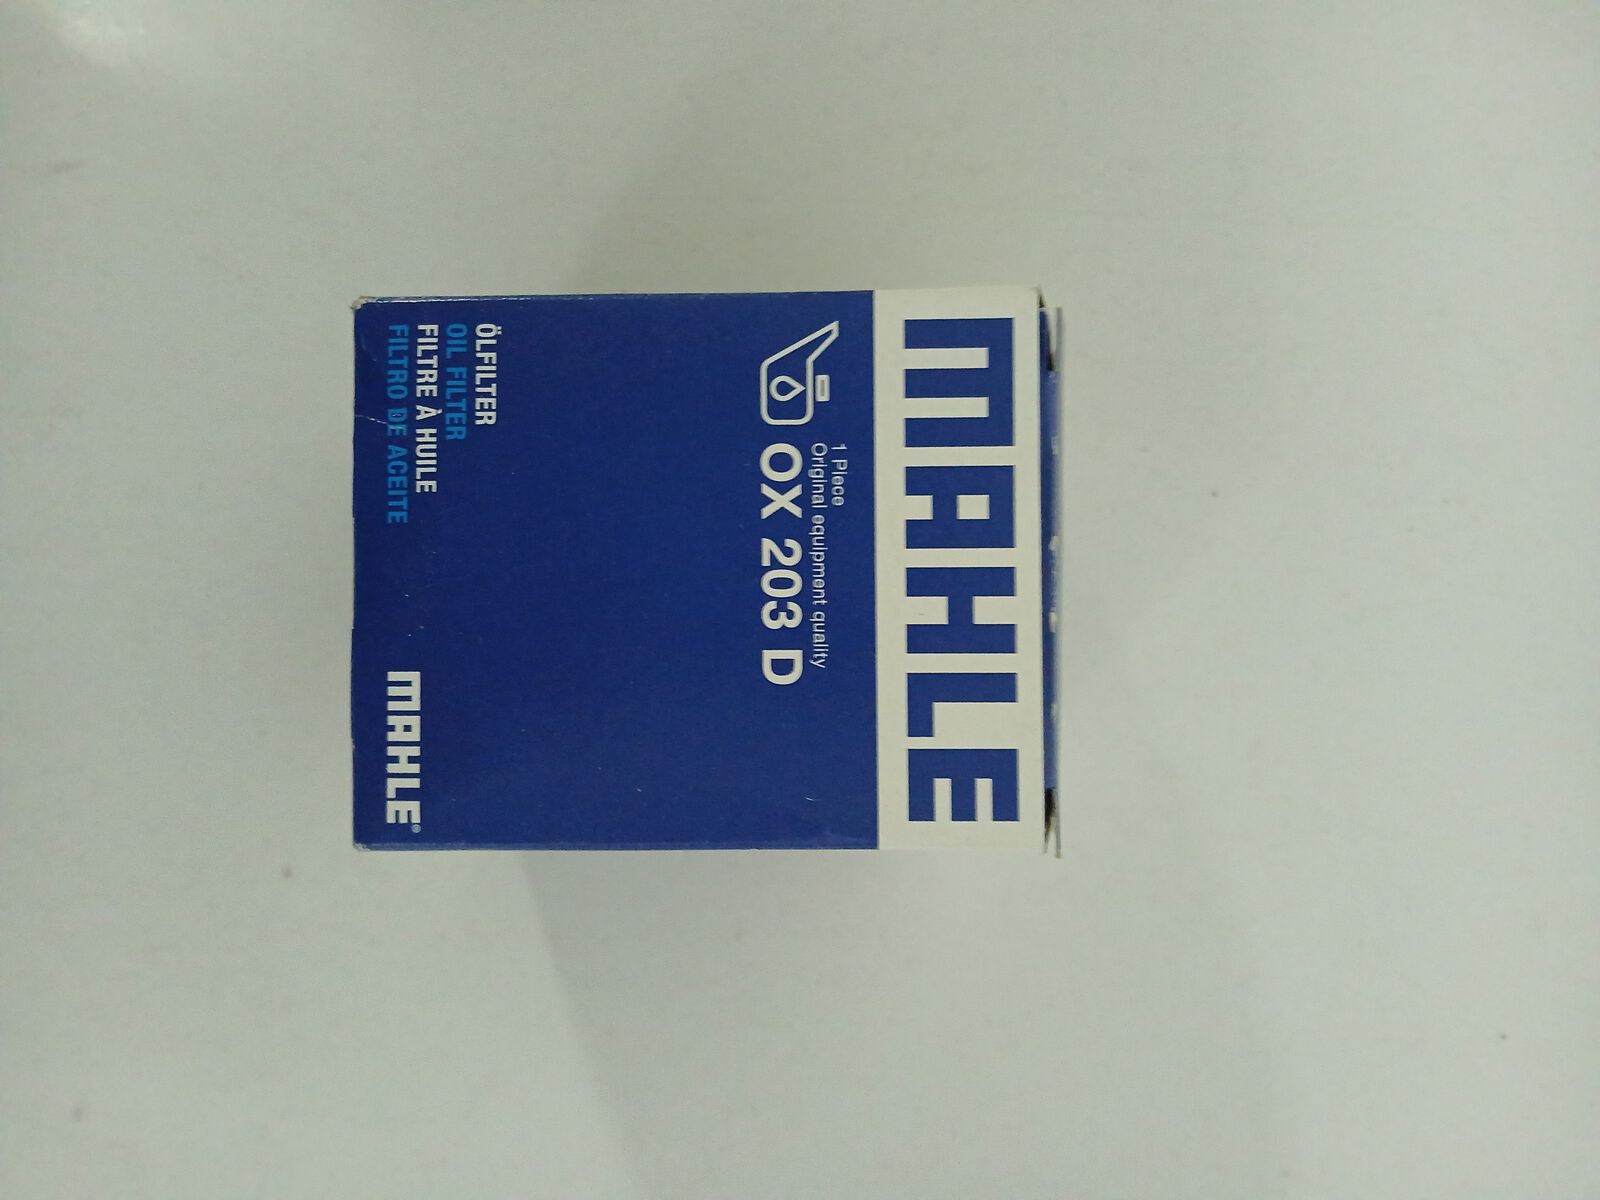 MAHLE
1 Piece
Original equipment quality
OX 203 D
ÖLFILTER
OIL FILTER
FILTRE À HUILE
FILTRO DE ACEITE
MAHLE®